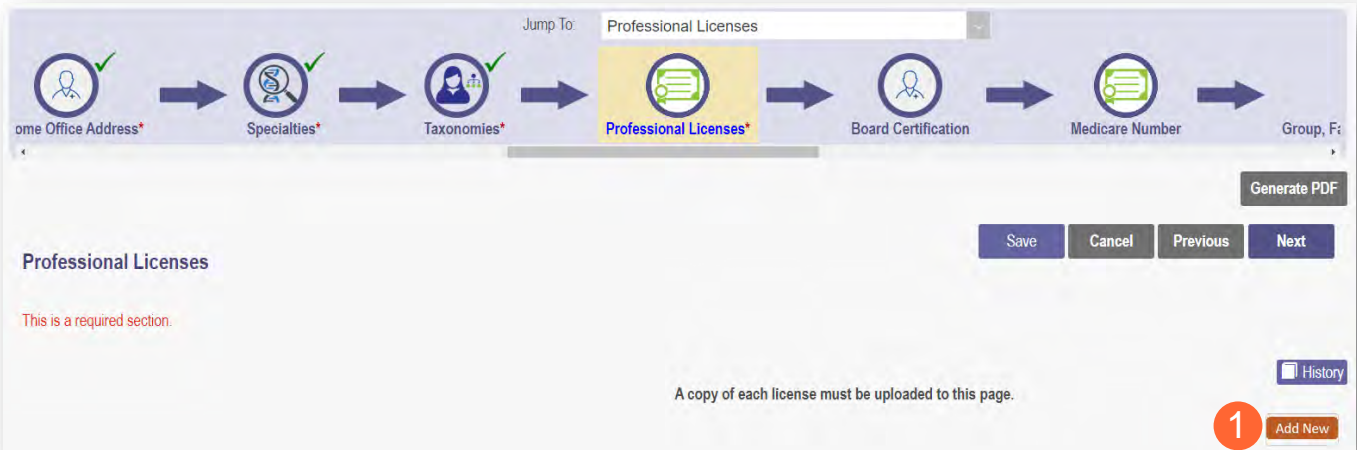 Jump To: Professional Licenses
ome Office Address* Specialties* Taxonomies* Professional Licenses* Board Certification Medicare Number Group, Fa
Generate PDF
Save Cancel Previous Next
Professional Licenses
This is a required section.
History
A copy of each license must be uploaded to this page.
1 Add New